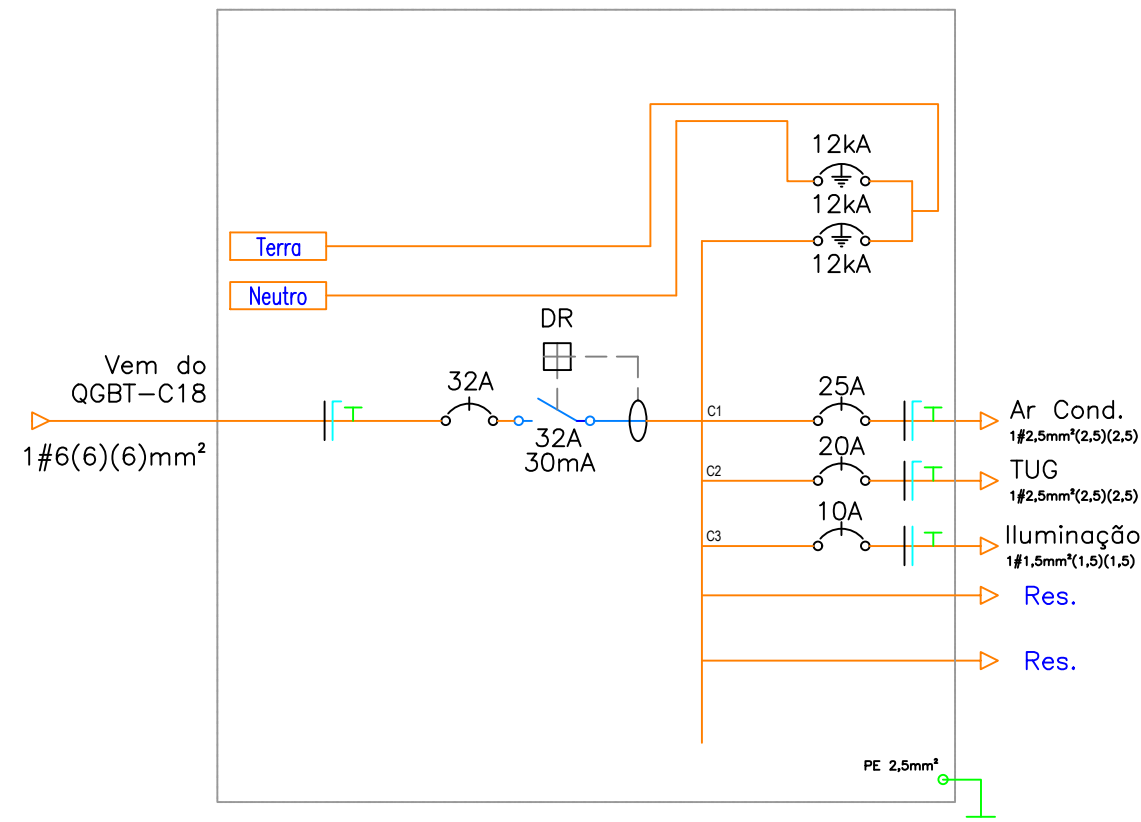 12kA
12kA
12kA
Terra
Neutro
DR
Vem do
QGBT-C18
1#6(6)(6)mm²
32A
32A
30mA
C1
25A
Ar Cond.
1#2,5mm²(2,5)(2,5)
C2
20A
TUG
1#2,5mm²(2,5)(2,5)
C3
10A
Iluminação
1#1,5mm²(1,5)(1,5)
Res.
Res.
PE 2,5mm²